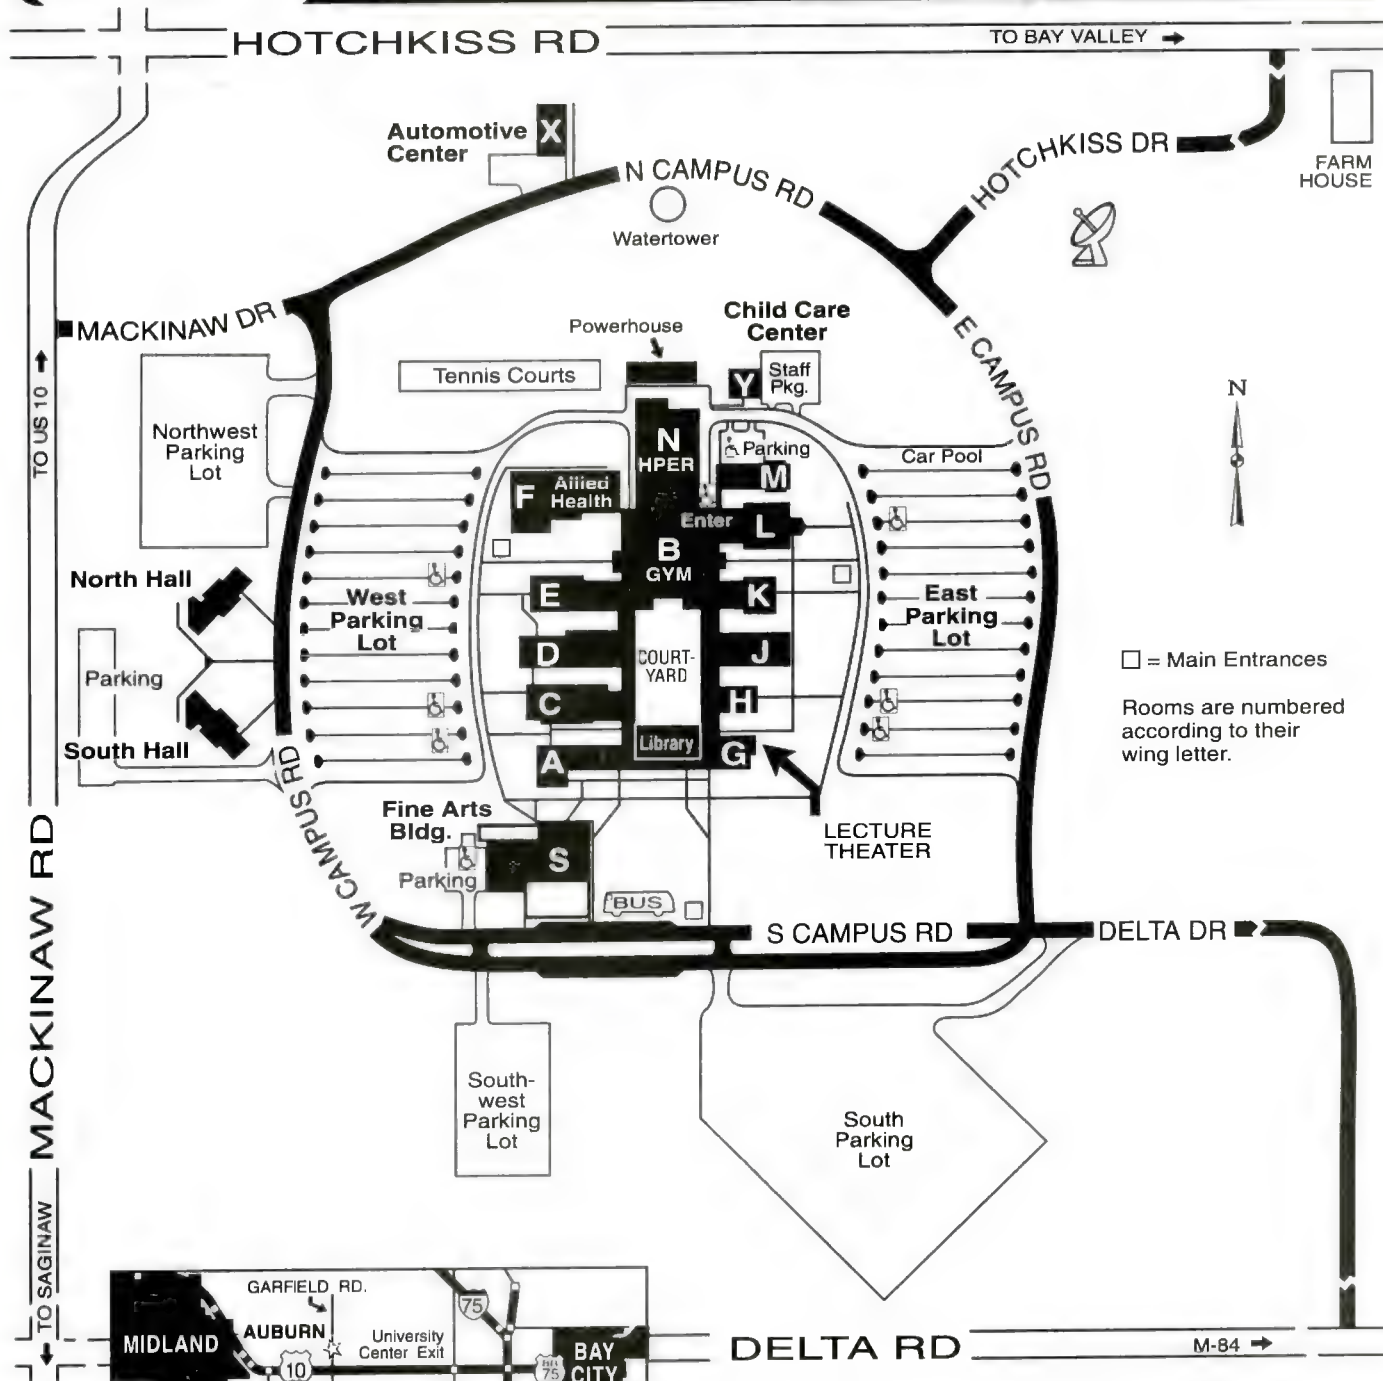 HOTCHKISS RD
TO BAY VALLEY
Automotive
Center
X
N CAMPUS RD
HOTCHKISS DR
FARM
HOUSE
Watertower
MACKINAW DR
TO US 10
Powerhouse
Child Care
Center
E CAMPUS RD
Tennis Courts
Y
Staff
Pkg.
N
Northwest
Parking
Lot
N
HPER
Parking
Car Pool
F
Allied
Health
M
Enter
L
B
GYM
North Hall
E
K
West
Parking
Lot
East
Parking
Lot
D
COURT-
YARD
J
= Main Entrances
Parking
C
H
Rooms are numbered
according to their
wing letter.
South Hall
Library
A
G
W CAMPUS RD
Fine Arts
Bldg.
LECTURE
THEATER
S
Parking
BUS
S CAMPUS RD
DELTA DR
MACKINAW RD
South-
west
Parking
Lot
South
Parking
Lot
TO SAGINAW
GARFIELD RD.
75
MIDLAND
AUBURN
University
Center Exit
10
75
BAY
CITY
DELTA RD
M-84